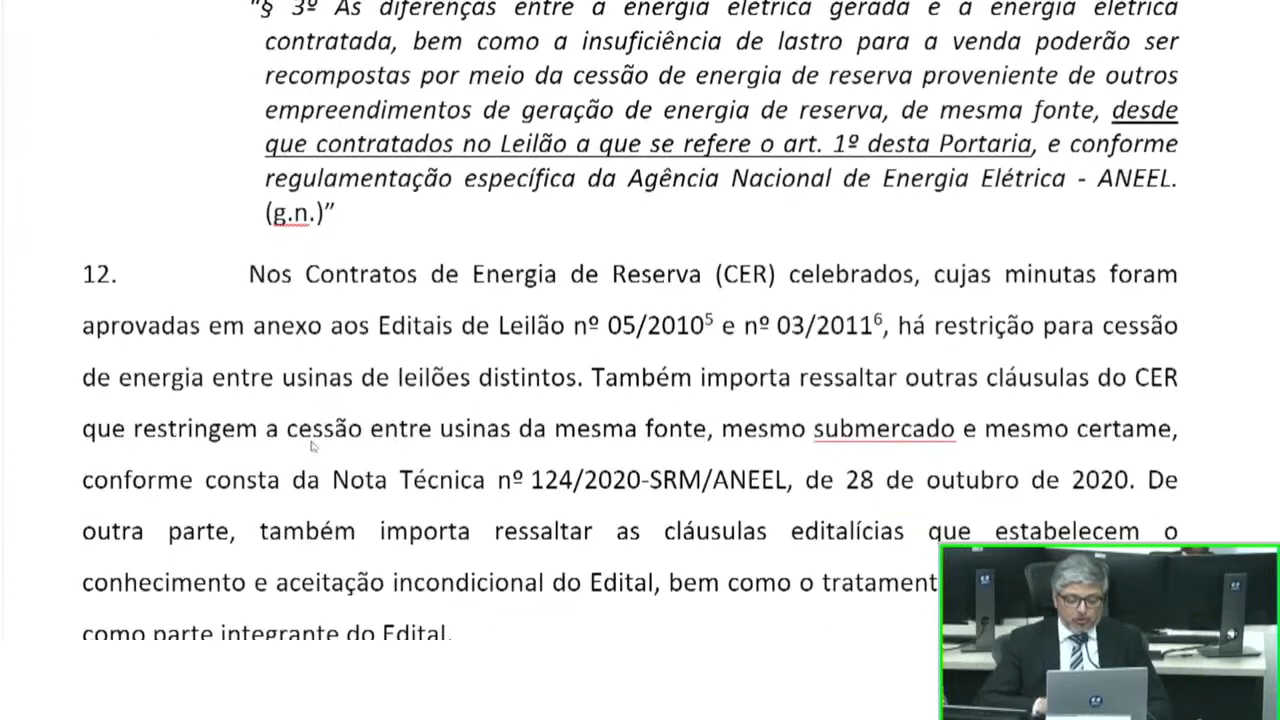 "§ 3º As diferenças entre a energia elétrica gerada e a energia elétrica
contratada, bem como a insuficiência de lastro para a venda poderão ser
recompostas por meio da cessão de energia de reserva proveniente de outros
empreendimentos de geração de energia de reserva, de mesma fonte, desde
que contratados no Leilão a que se refere o art. 1º desta Portaria, e conforme
regulamentação específica da Agência Nacional de Energia Elétrica - ANEEL.
(g.n.)”
12. Nos Contratos de Energia de Reserva (CER) celebrados, cujas minutas foram
aprovadas em anexo aos Editais de Leilão nº 05/2010⁵ e nº 03/2011⁶, há restrição para cessão
de energia entre usinas de leilões distintos. Também importa ressaltar outras cláusulas do CER
que restringem a cessão entre usinas da mesma fonte, mesmo submercado e mesmo certame,
conforme consta da Nota Técnica nº 124/2020-SRM/ANEEL, de 28 de outubro de 2020. De
outra parte, também importa ressaltar as cláusulas editalícias que estabelecem o
conhecimento e aceitação incondicional do Edital, bem como o tratament
como parte integrante do Edital.